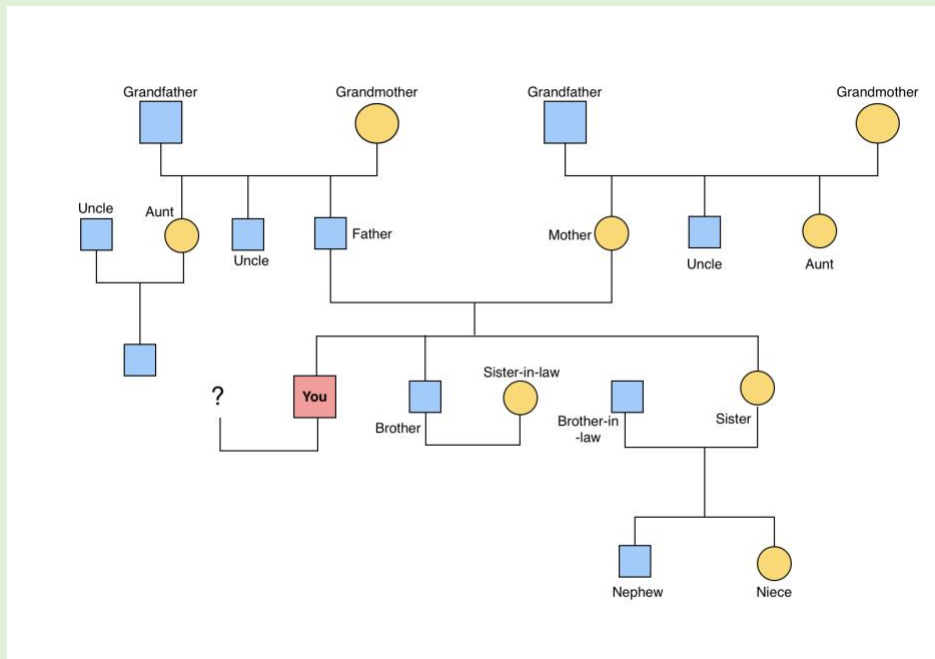 Grandfather
Grandmother
Grandfather
Grandmother
Uncle
Aunt
Uncle
Father
Mother
Uncle
Aunt
?
You
Brother
Sister-in-law
Brother-in
-law
Sister
Nephew
Niece